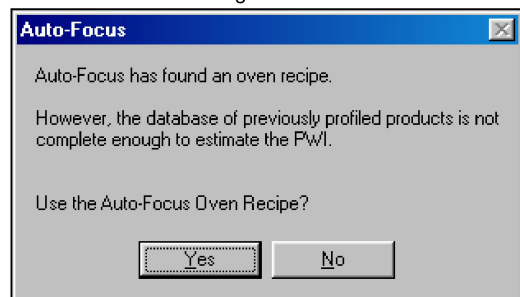 Auto-Focus
Auto-Focus has found an oven recipe.
However, the database of previously profiled products is not
complete enough to estimate the PWI.
Use the Auto-Focus Oven Recipe?
Yes No